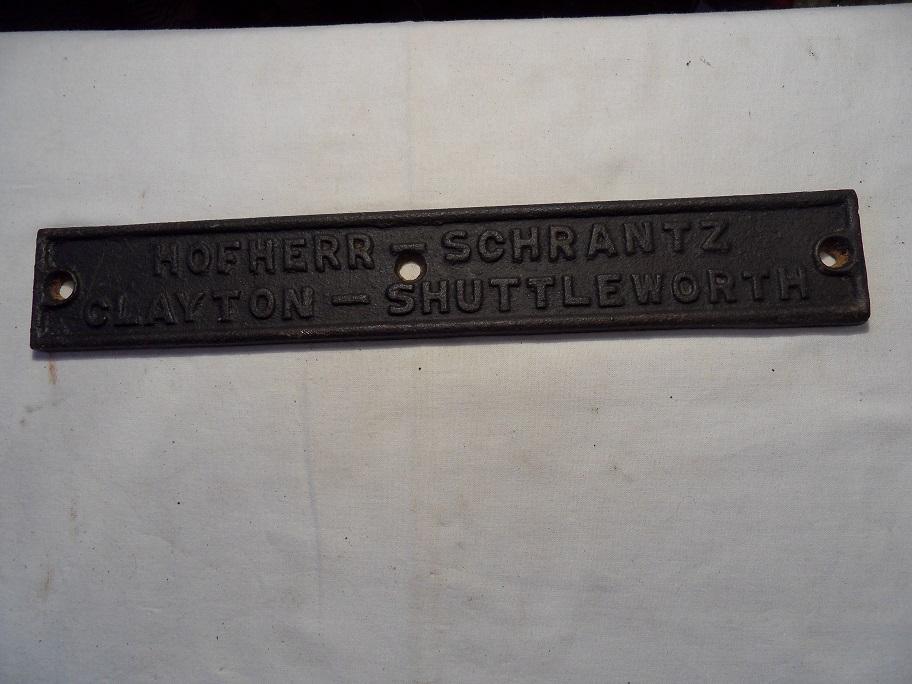 HOFHERR – SCHRANTZ
CLAYTON – SHUTTLEWORTH